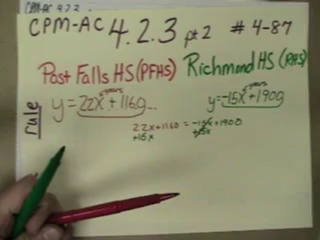 CPM-AC 4.2.3 pt 2 # 4-87
Post Falls HS (PFHS) Richmond HS (RHS)
rule
years
y = 22x + 1160... y = -15x + 1900
22x + 1160 = -15x + 1900
+15x +15x